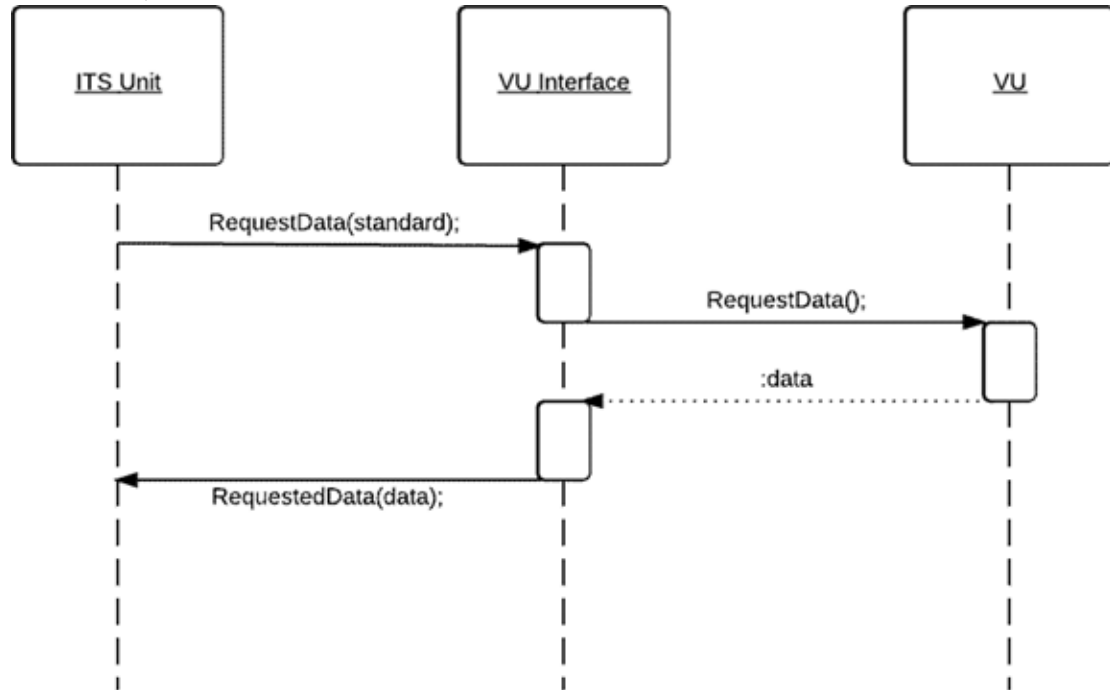 ITS Unit
VU Interface
VU
RequestData(standard);
RequestData();
:data
RequestedData(data);